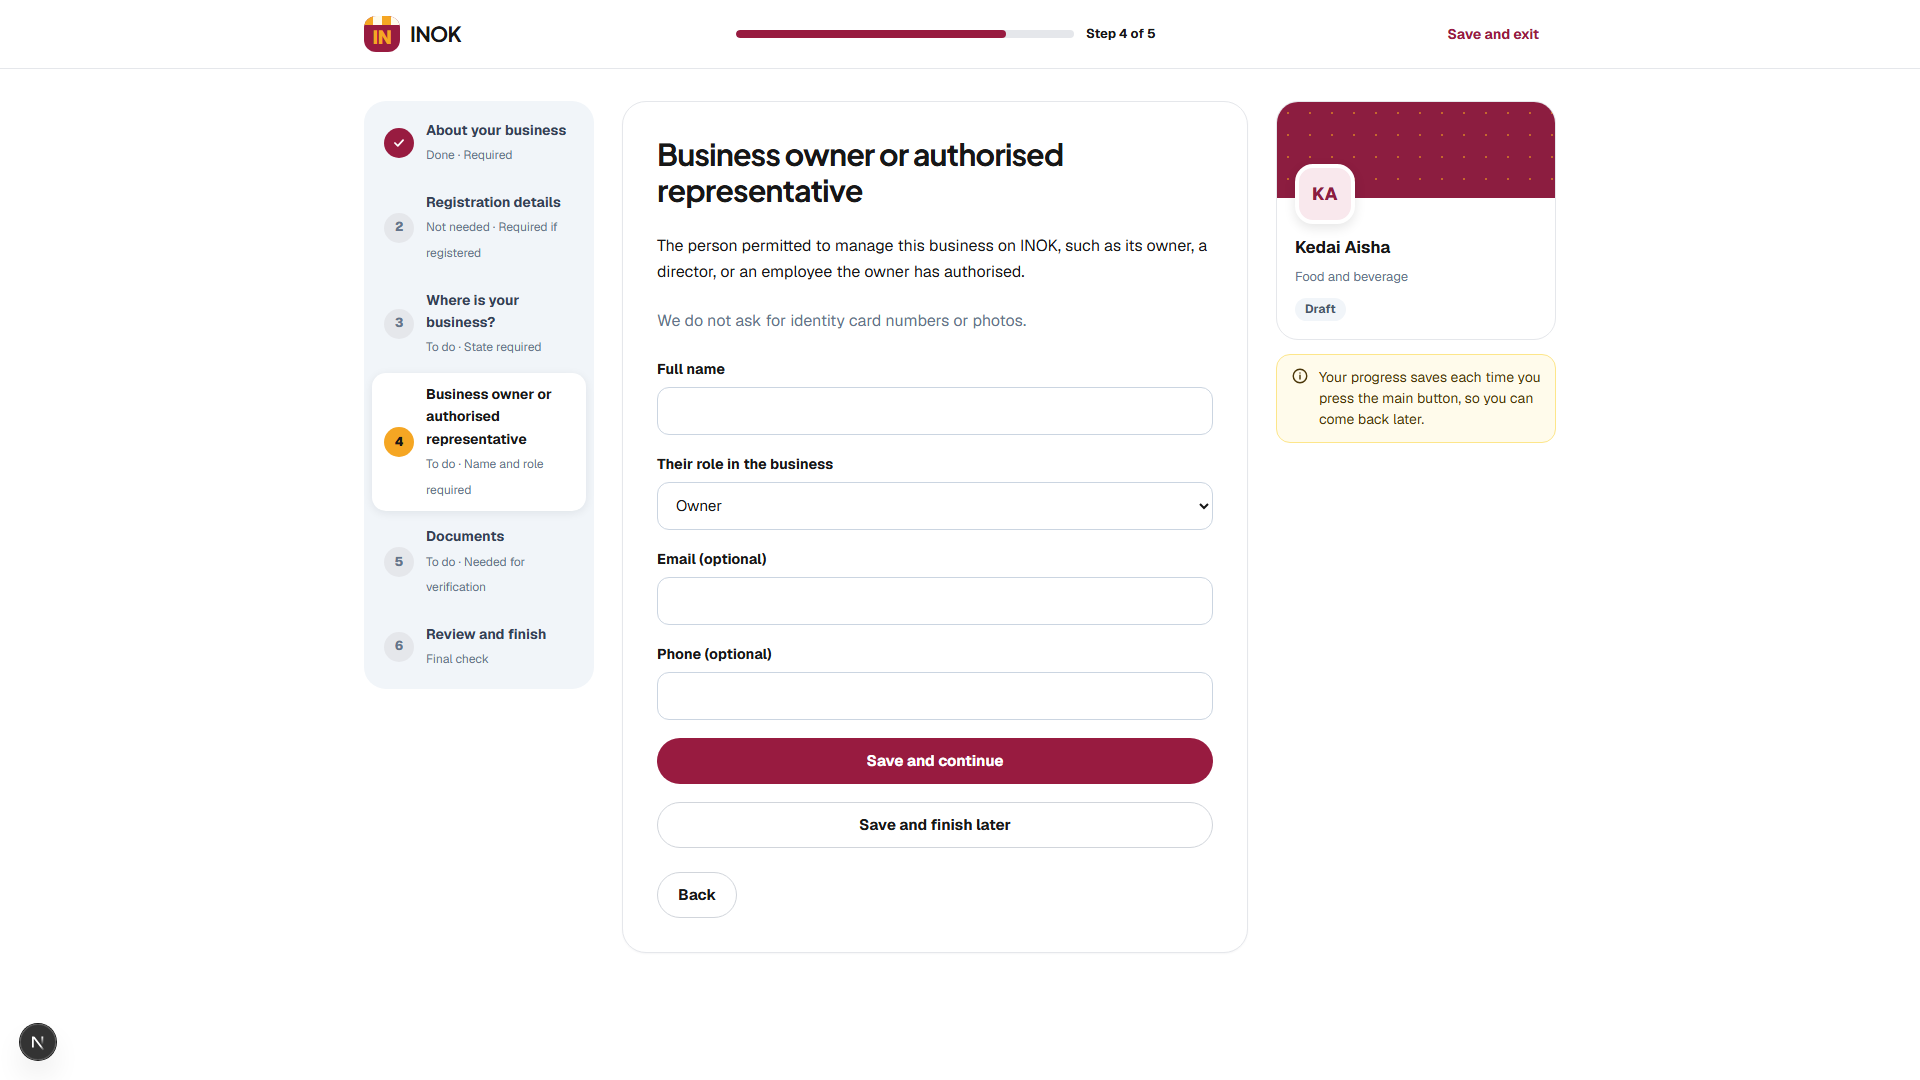 IN INOK
Step 4 of 5
Save and exit
About your business
Done · Required
2
Registration details
Not needed · Required if
registered
3
Where is your
business?
To do · State required
4
Business owner or
authorised
representative
To do · Name and role
required
5
Documents
To do · Needed for
verification
6
Review and finish
Final check
Business owner or authorised
representative
The person permitted to manage this business on INOK, such as its owner, a
director, or an employee the owner has authorised.
We do not ask for identity card numbers or photos.
Full name
Their role in the business
Owner
Email (optional)
Phone (optional)
Save and continue
Save and finish later
Back
KA
Kedai Aisha
Food and beverage
Draft
Your progress saves each time you
press the main button, so you can
come back later.
N